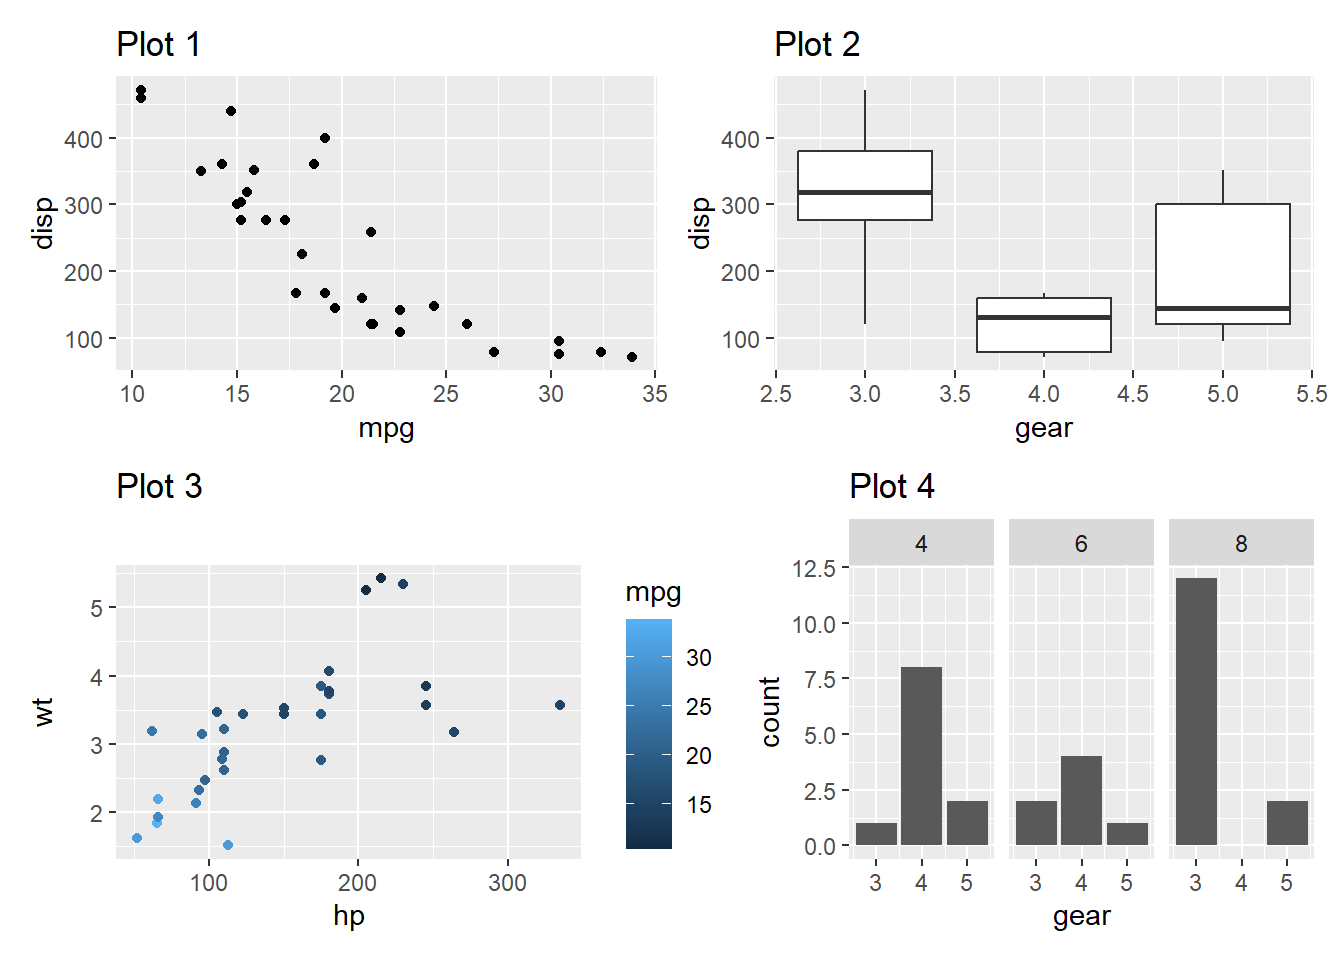 Plot 1
disp
400
300
200
100
10 15 20 25 30 35
mpg
Plot 2
disp
400
300
200
100
2.5 3.0 3.5 4.0 4.5 5.0 5.5
gear
Plot 3
wt
5
4
3
2
100 200 300
hp
mpg
30
25
20
15
Plot 4
4 6 8
count
12.5
10.0
7.5
5.0
2.5
0.0
3 4 5 3 4 5 3 4 5
gear